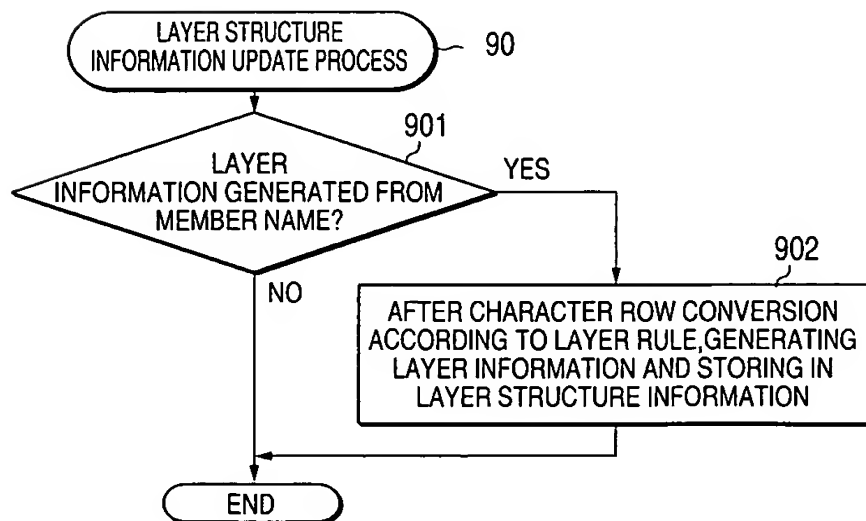 LAYER STRUCTURE
INFORMATION UPDATE PROCESS
90
901
LAYER
INFORMATION GENERATED FROM
MEMBER NAME?
YES
NO
902
AFTER CHARACTER ROW CONVERSION
ACCORDING TO LAYER RULE,GENERATING
LAYER INFORMATION AND STORING IN
LAYER STRUCTURE INFORMATION
END